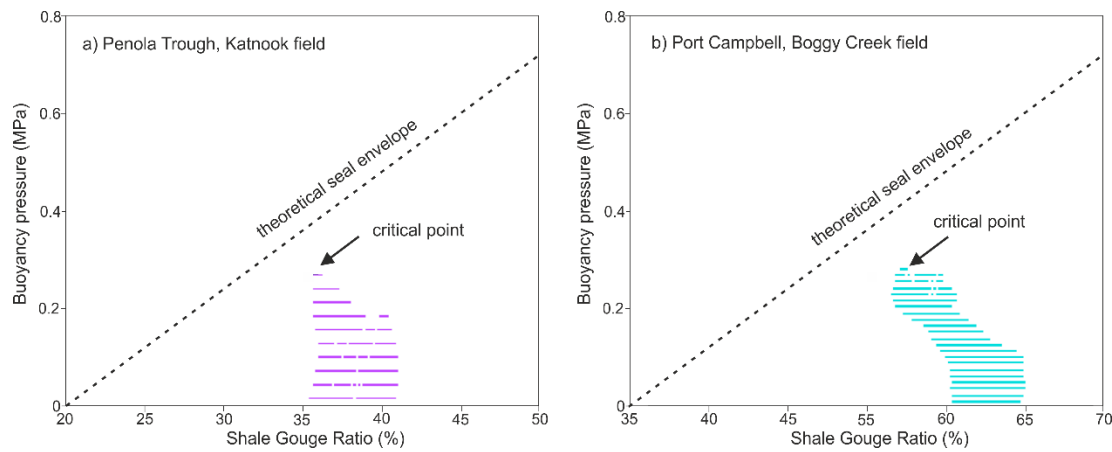 a) Penola Trough, Katnook field
0.8
0.6
0.4
0.2
0
Buoyancy pressure (MPa)
theoretical seal envelope
critical point
20 25 30 35 40 45 50
Shale Gouge Ratio (%)
b) Port Campbell, Boggy Creek field
0.8
0.6
0.4
0.2
0
Buoyancy pressure (MPa)
theoretical seal envelope
critical point
35 40 45 50 55 60 65 70
Shale Gouge Ratio (%)